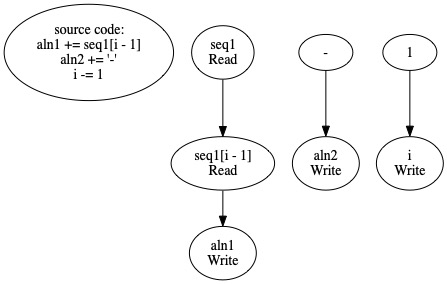 source code:
aln1 += seq1[i - 1]
aln2 += '-'
i -= 1
seq1
Read
-
1
seq1[i - 1]
Read
aln2
Write
i
Write
aln1
Write